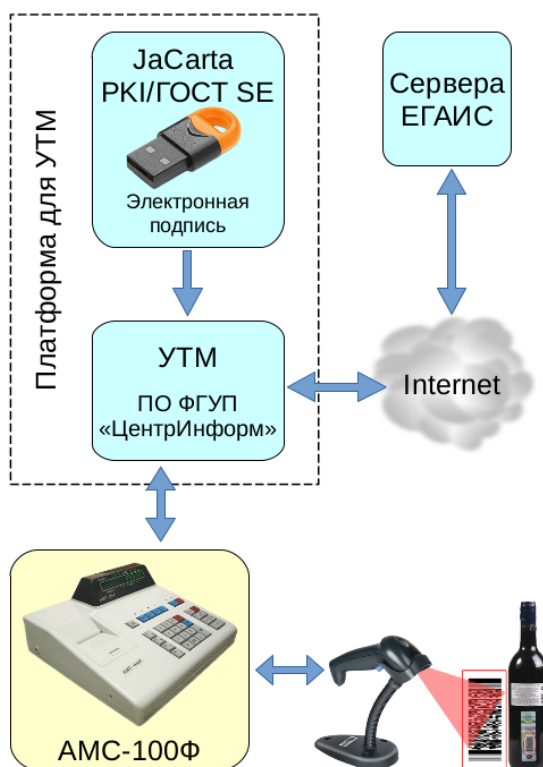 JaCarta
PKI/ГОСТ SE
Электронная
подпись
Платформа для УТМ
УТМ
ПО ФГУП
«ЦентрИнформ»
Сервера
ЕГАИС
Internet
АМС-100Ф